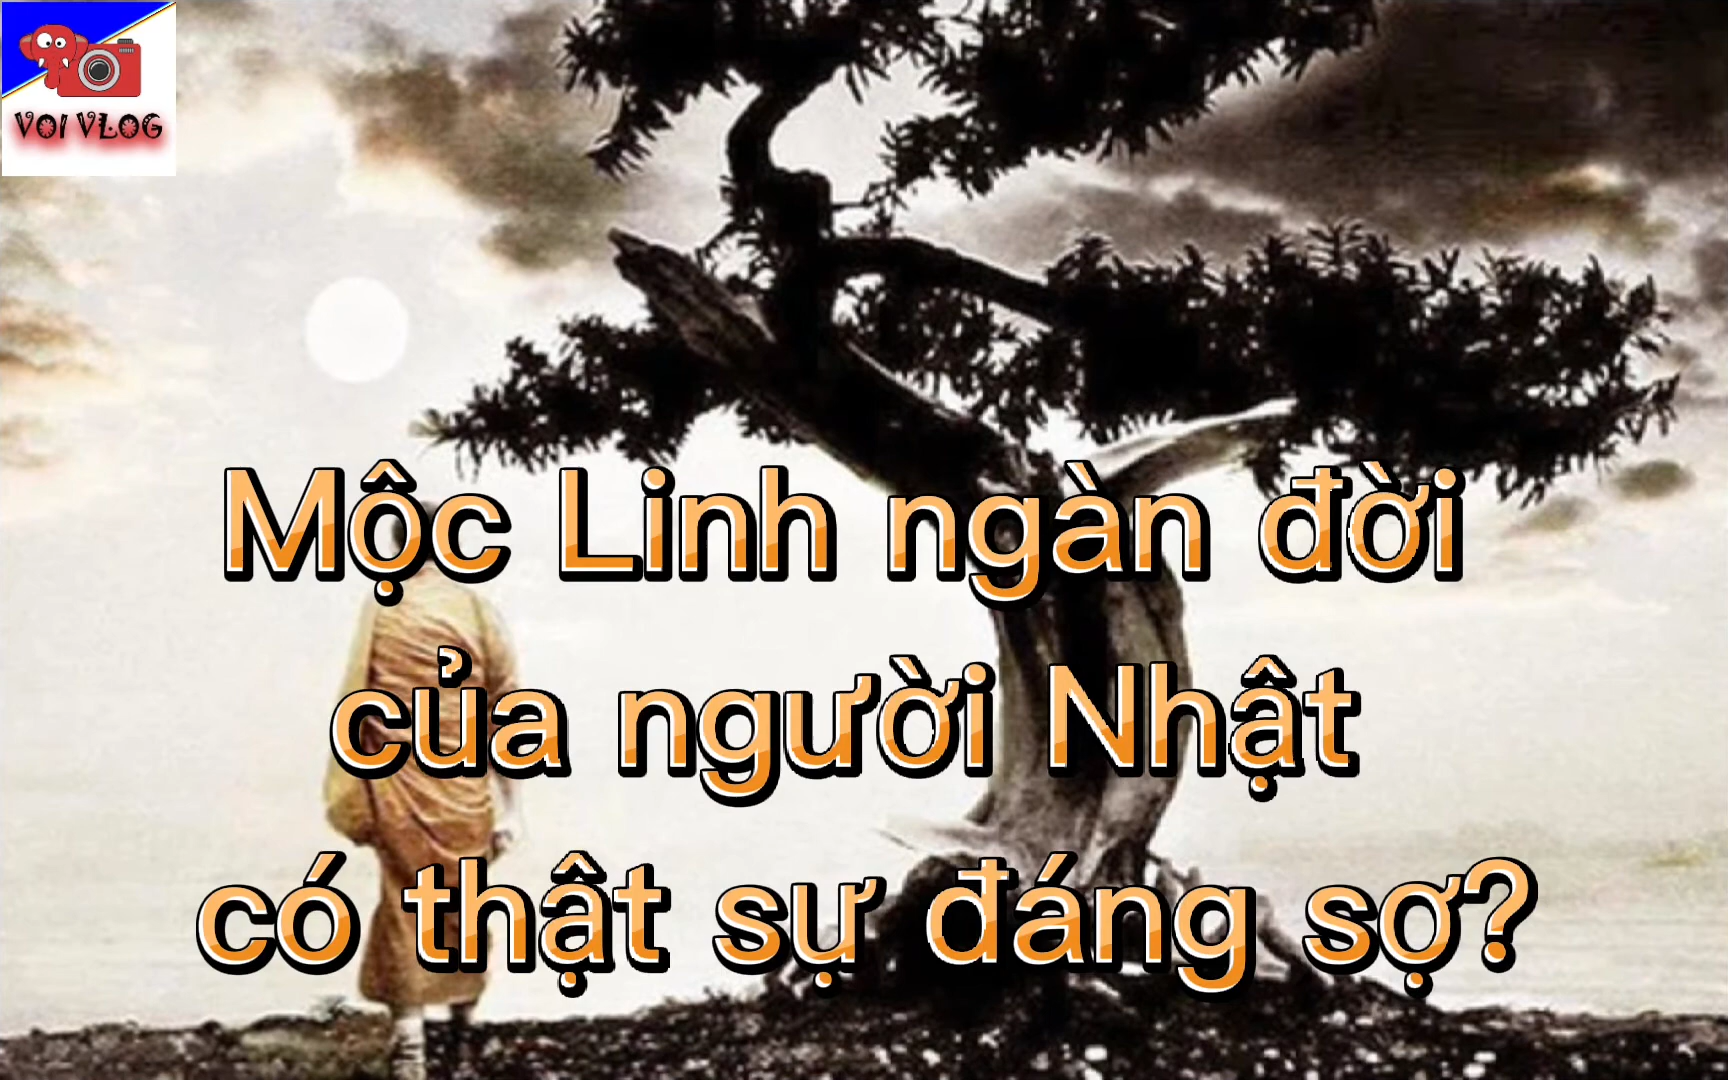 VOI VLOG
Mộc Linh ngàn đời
của người Nhật
có thật sự đáng sợ?